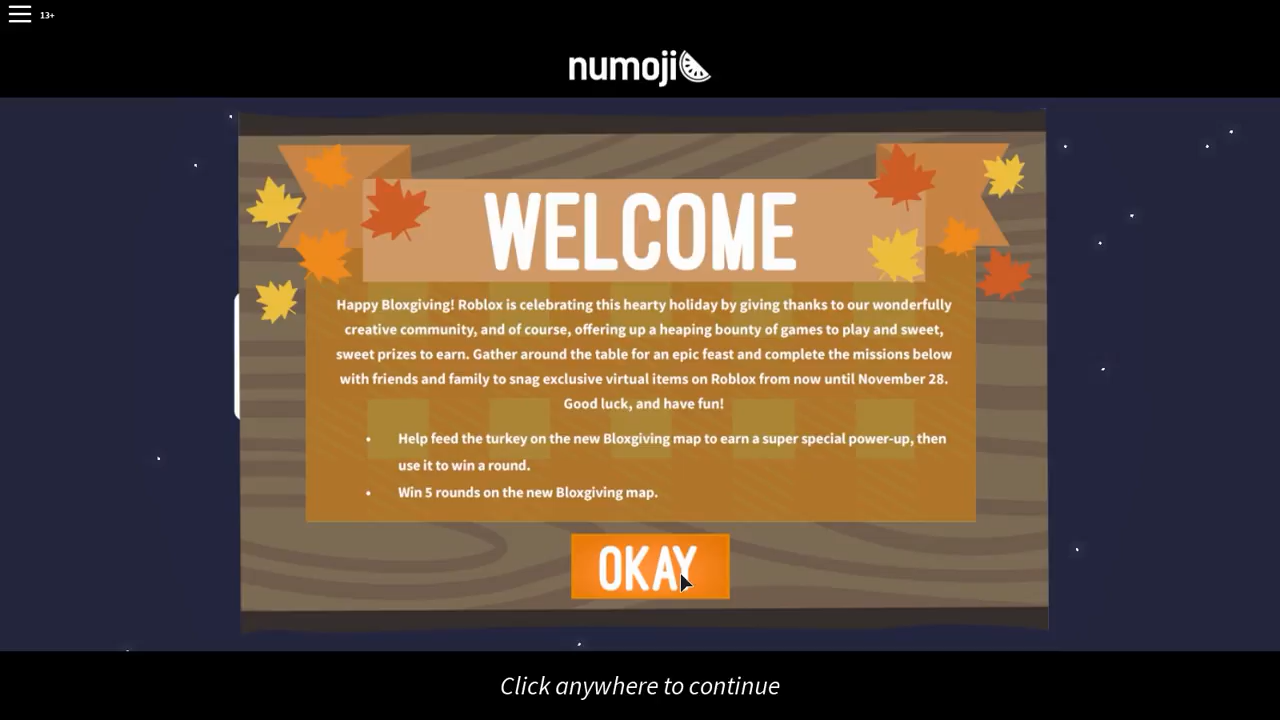 13+
numoji
WELCOME
Happy Bloxgiving! Roblox is celebrating this hearty holiday by giving thanks to our wonderfully
creative community, and of course, offering up a heaping bounty of games to play and sweet,
sweet prizes to earn. Gather around the table for an epic feast and complete the missions below
with friends and family to snag exclusive virtual items on Roblox from now until November 28.
Good luck, and have fun!
• Help feed the turkey on the new Bloxgiving map to earn a super special power-up, then
use it to win a round.
• Win 5 rounds on the new Bloxgiving map.
OKAY
Click anywhere to continue